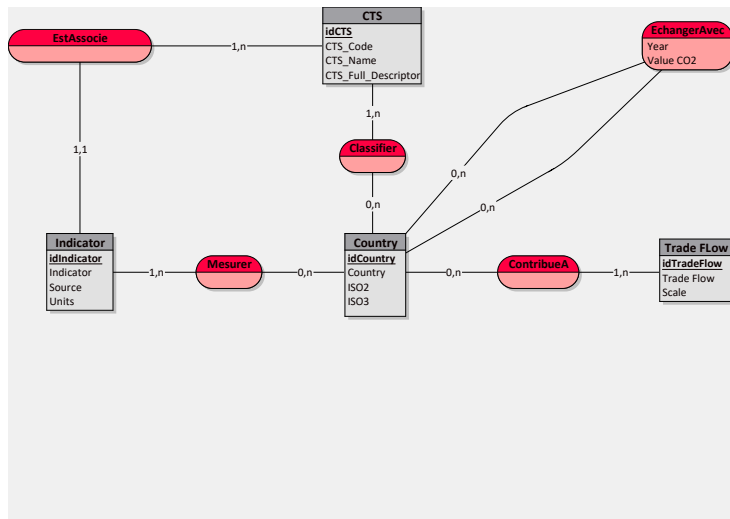 CTS
idCTS
CTS_Code
CTS_Name
CTS_Full_Descriptor
EstAssocie
1,n
EchangerAvec
Year
Value CO2
1,n
1,1
Classifier
0,n
0,n
0,n
Indicator
idIndicator
Indicator
Source
Units
1,n
Mesurer
0,n
Country
idCountry
Country
ISO2
ISO3
0,n
ContribueA
1,n
Trade FLow
idTradeFlow
Trade Flow
Scale